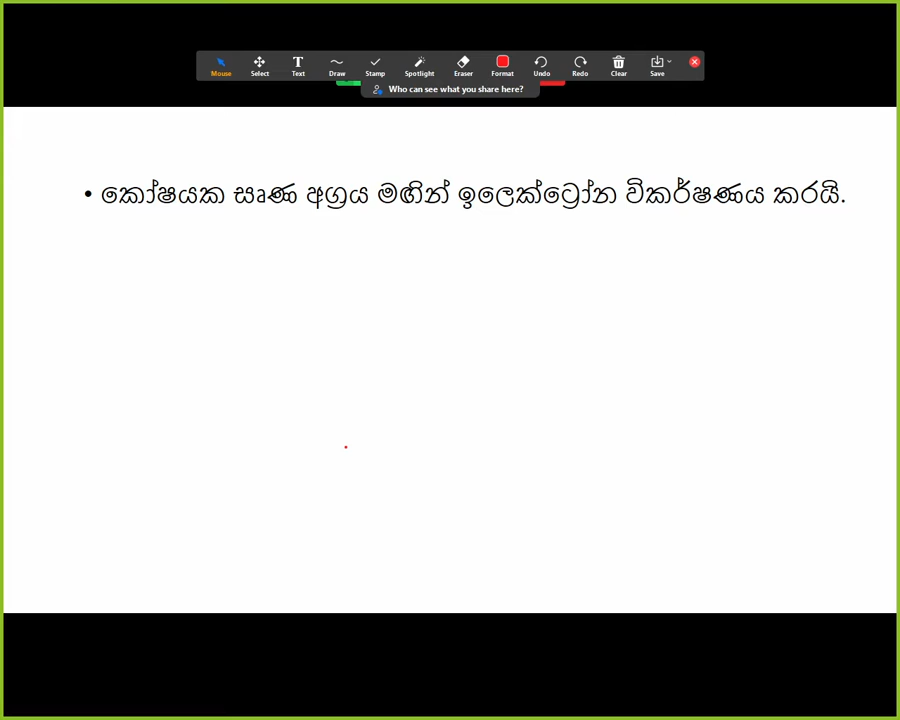 Mouse Select Text Draw Stamp Spotlight Eraser Format Undo Redo Clear Save
Who can see what you share here?
• කෝෂයක සෘණ අග්‍රය මඟින් ඉලෙක්ට්‍රෝන විකර්ෂණය කරයි.